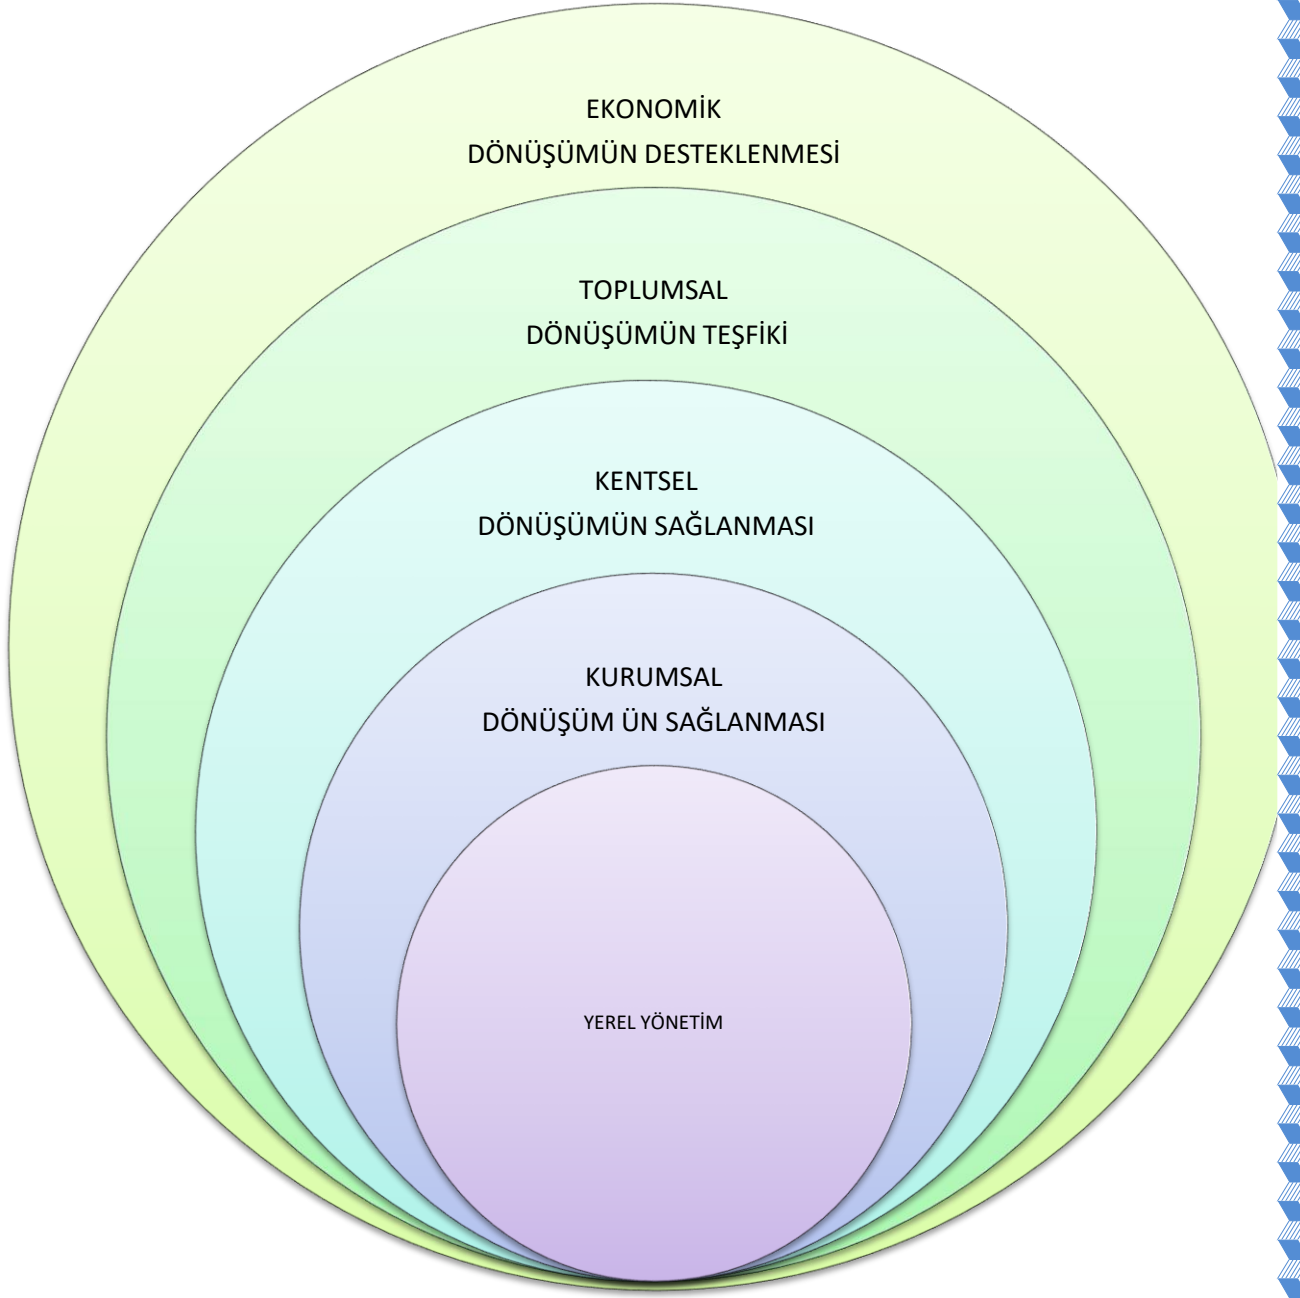 EKONOMİK
DÖNÜŞÜMÜN DESTEKLENMESİ
TOPLUMSAL
DÖNÜŞÜMÜN TEŞFİKİ
KENTSEL
DÖNÜŞÜMÜN SAĞLANMASI
KURUMSAL
DÖNÜŞÜM ÜN SAĞLANMASI
YEREL YÖNETİM